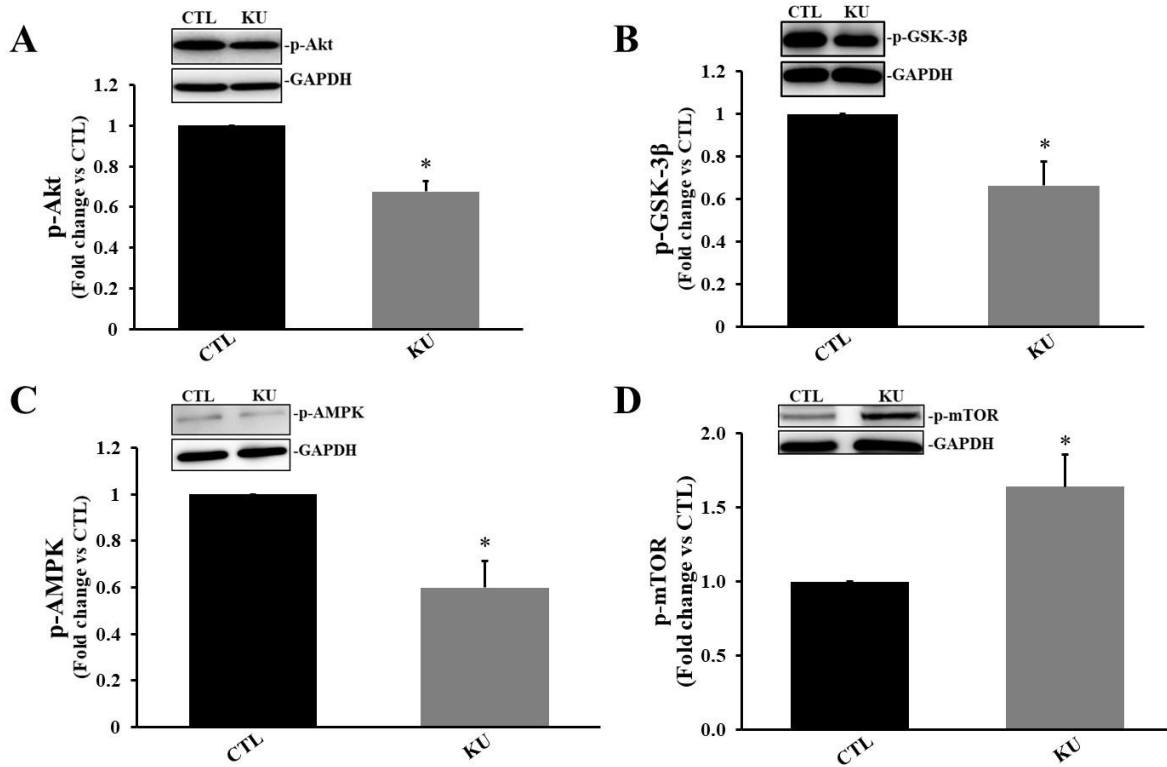 A
CTL KU
-p-Akt
-GAPDH
p-Akt
(Fold change vs CTL)
1.2
1
0.8
0.6
0.4
0.2
0
*
CTL
KU
B
CTL KU
-p-GSK-3β
-GAPDH
p-GSK-3β
(Fold change vs CTL)
1.2
1
0.8
0.6
0.4
0.2
0
*
CTL
KU
C
CTL KU
-p-AMPK
-GAPDH
p-AMPK
(Fold change vs CTL)
1.2
1
0.8
0.6
0.4
0.2
0
*
CTL
KU
D
CTL KU
-p-mTOR
-GAPDH
p-mTOR
(Fold change vs CTL)
2.0
1.5
1.0
0.5
0.0
*
CTL
KU